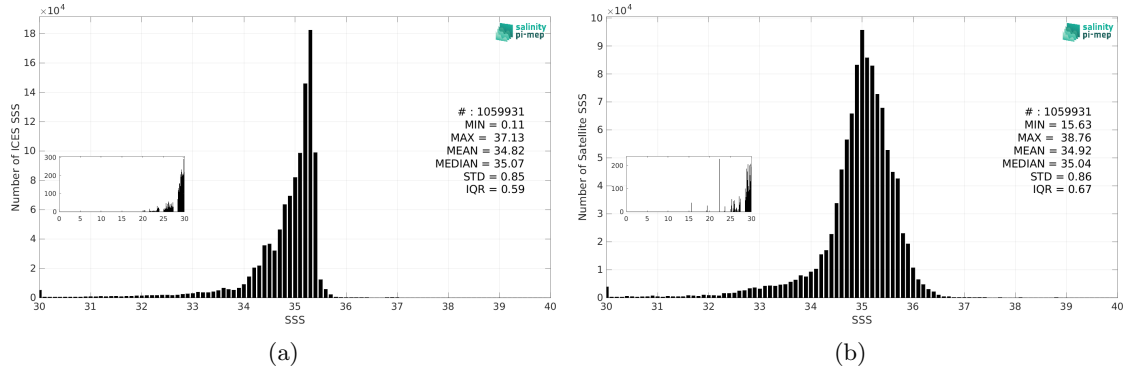 ×10⁴
18
16
14
12
10
8
6
4
2
0
Number of ICES SSS
salinity
pi-mep
# : 1059931
MIN = 0.11
MAX = 37.13
MEAN = 34.82
MEDIAN = 35.07
STD = 0.85
IQR = 0.59
300
200
100
0
0 5 10 15 20 25 30
30 31 32 33 34 35 36 37 38 39 40
SSS
(a)
×10⁴
10
9
8
7
6
5
4
3
2
1
0
Number of Satellite SSS
salinity
pi-mep
# : 1059931
MIN = 15.63
MAX = 38.76
MEAN = 34.92
MEDIAN = 35.04
STD = 0.86
IQR = 0.67
200
100
0
0 5 10 15 20 25 30
30 31 32 33 34 35 36 37 38 39 40
SSS
(b)